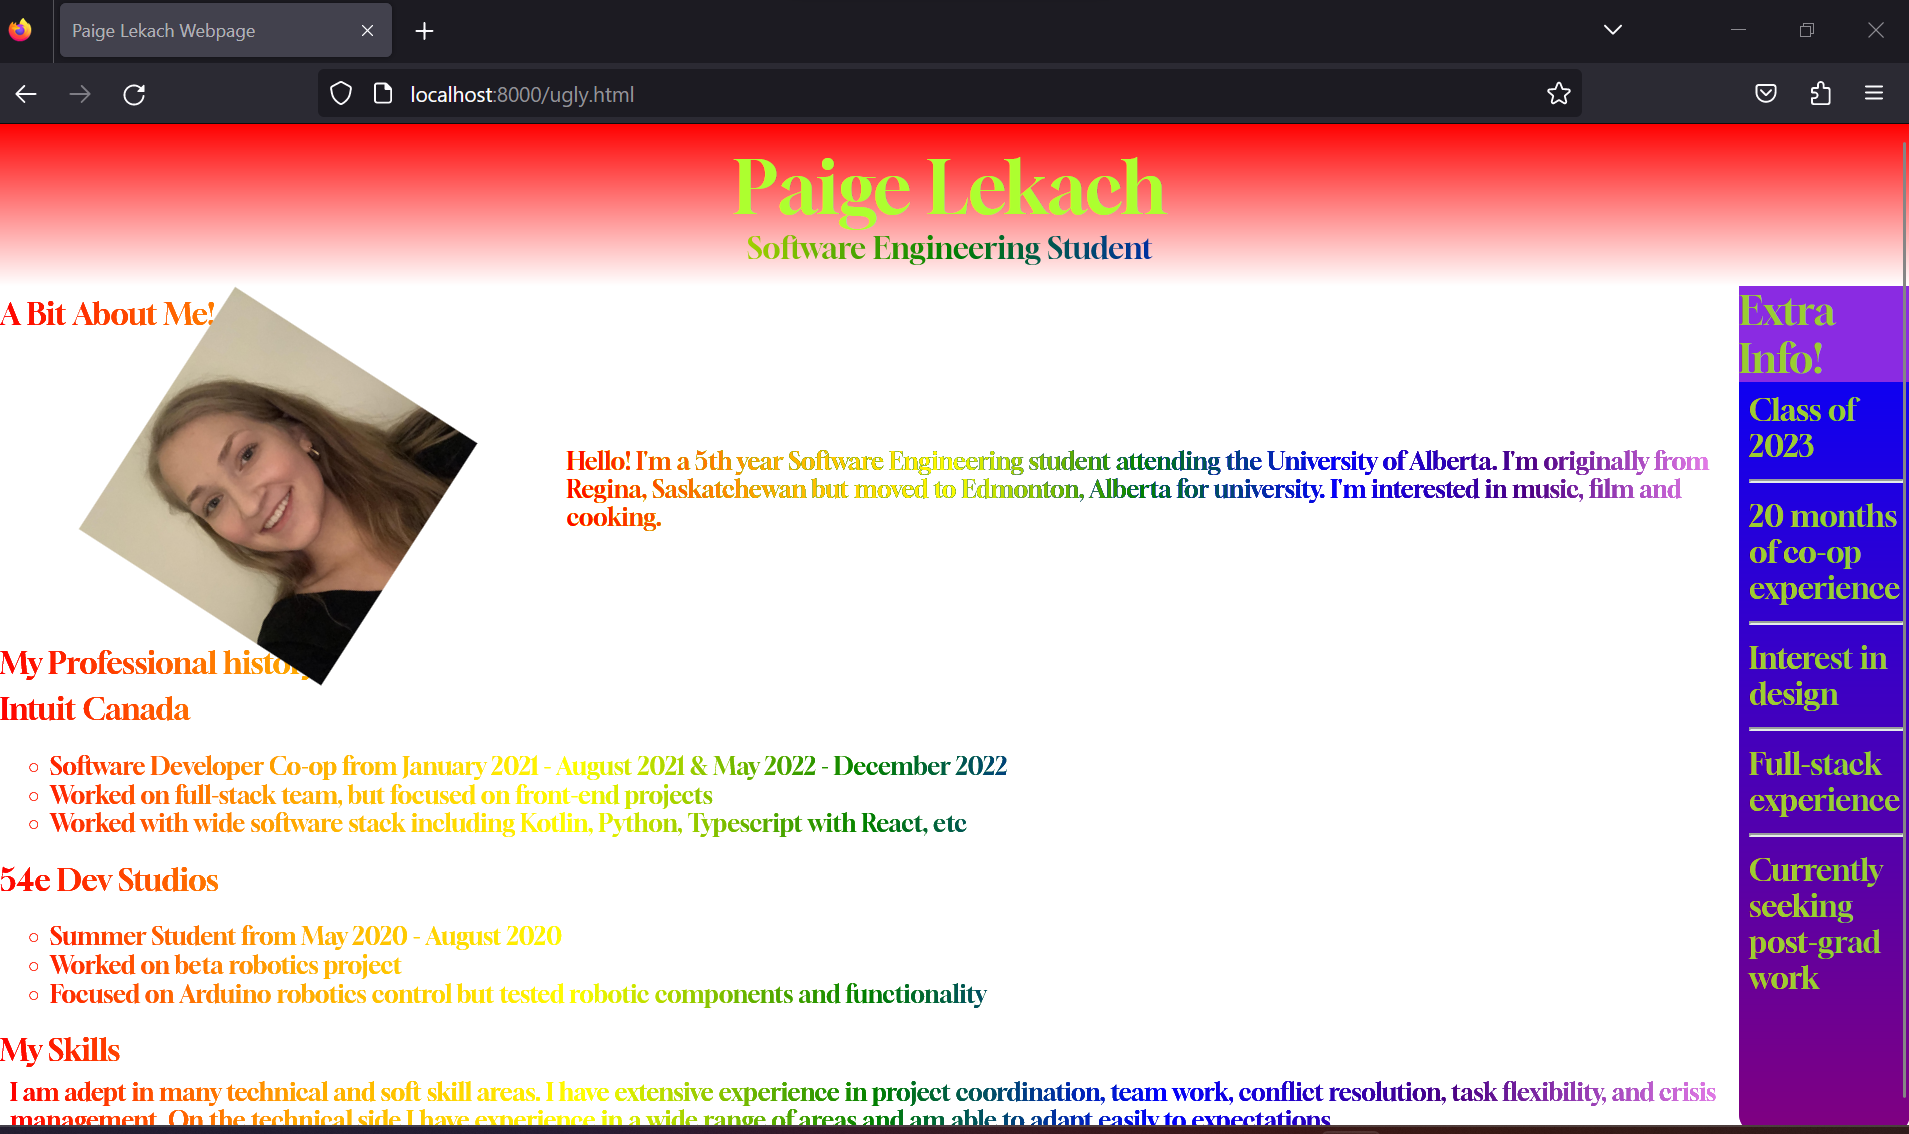 Paige Lekach Webpage
localhost:8000/ugly.html
Paige Lekach
Software Engineering Student
A Bit About Me!
Hello! I'm a 5th year Software Engineering student attending the University of Alberta. I'm originally from
Regina, Saskatchewan but moved to Edmonton, Alberta for university. I'm interested in music, film and
cooking.
My Professional history
Intuit Canada
Software Developer Co-op from January 2021 - August 2021 & May 2022 - December 2022
Worked on full-stack team, but focused on front-end projects
Worked with wide software stack including Kotlin, Python, Typescript with React, etc
54e Dev Studios
Summer Student from May 2020 - August 2020
Worked on beta robotics project
Focused on Arduino robotics control but tested robotic components and functionality
My Skills
I am adept in many technical and soft skill areas. I have extensive experience in project coordination, team work, conflict resolution, task flexibility, and crisis
management. On the technical side I have experience in a wide range of areas and am able to adapt easily to expectations.
Extra
Info!
Class of
2023
20 months
of co-op
experience
Interest in
design
Full-stack
experience
Currently
seeking
post-grad
work